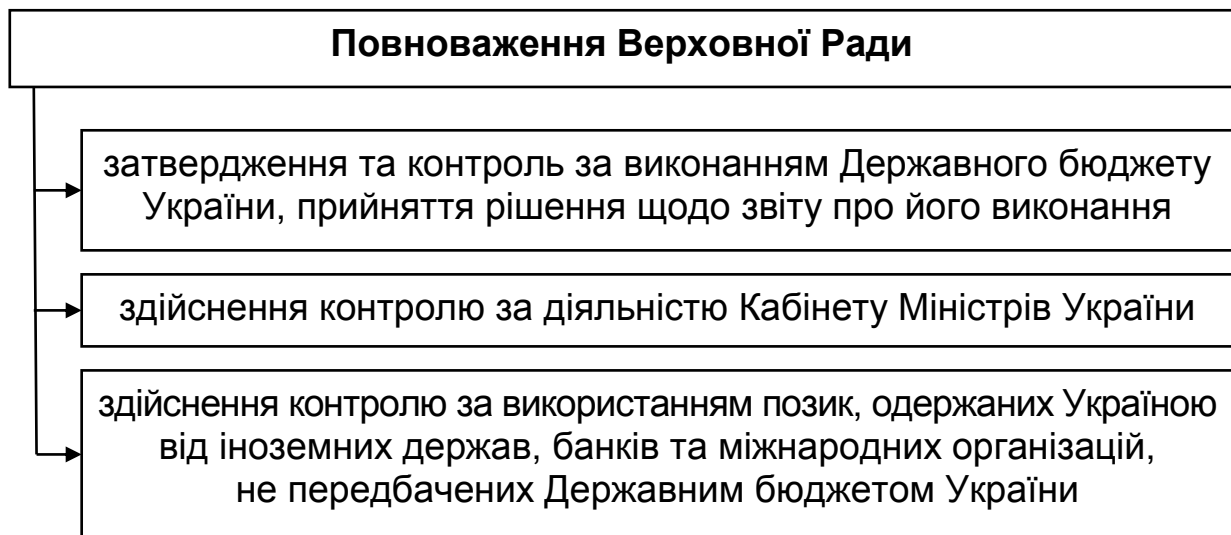 Повноваження Верховної Ради
затвердження та контроль за виконанням Державного бюджету
України, прийняття рішення щодо звіту про його виконання
здійснення контролю за діяльністю Кабінету Міністрів України
здійснення контролю за використанням позик, одержаних Україною
від іноземних держав, банків та міжнародних організацій,
не передбачених Державним бюджетом України